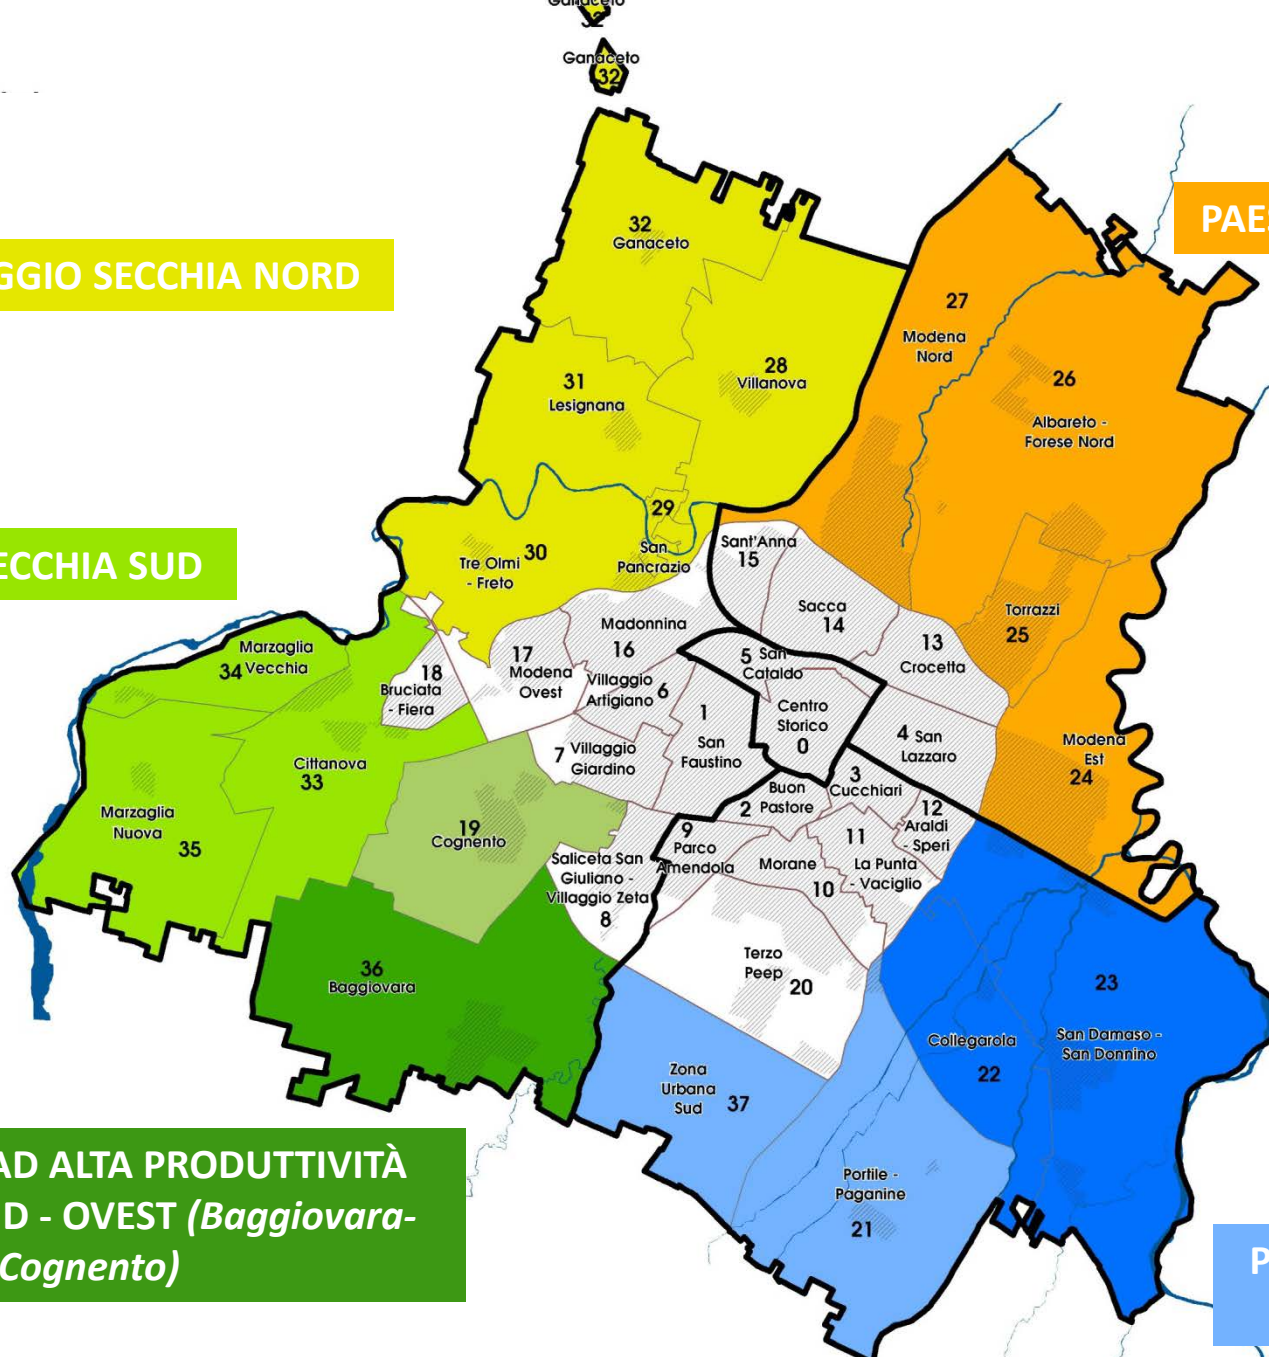 Ganaceto
32
Ganaceto
32
32
Ganaceto
PAES
GGIO SECCHIA NORD
27
Modena
Nord
28
Villanova
31
Lesignana
26
Albareto -
Forese Nord
29
San
Pancrazio
30
Tre Olmi
- Freto
Sant'Anna
15
ECCHIA SUD
Sacca
14
Torrazzi
25
Madonnina
16
13
Crocetta
Marzaglia
34 Vecchia
18
Bruciata
- Fiera
17
Modena
Ovest
Villaggio
Artigiano 6
5 San
Cataldo
1
San
Faustino
Centro
Storico
0
4 San
Lazzaro
Modena
Est
24
7 Villaggio
Giardino
Cittanova
33
3
Cucchiari
Buon
2 Pastore
12
Araldi
- Speri
Marzaglia
Nuova
35
19
Cognento
9
Parco
Amendola
11
La Punta
- Vaciglio
Morane
10
Saliceta San
Giuliano -
Villaggio Zeta
8
36
Baggiovara
Terzo
Peep
20
23
San Damaso -
San Donnino
Collegarola
22
Zona
Urbana
Sud 37
Portile -
Paganine
21
AD ALTA PRODUTTIVITÀ
D - OVEST (Baggiovara-
Cognento)
P